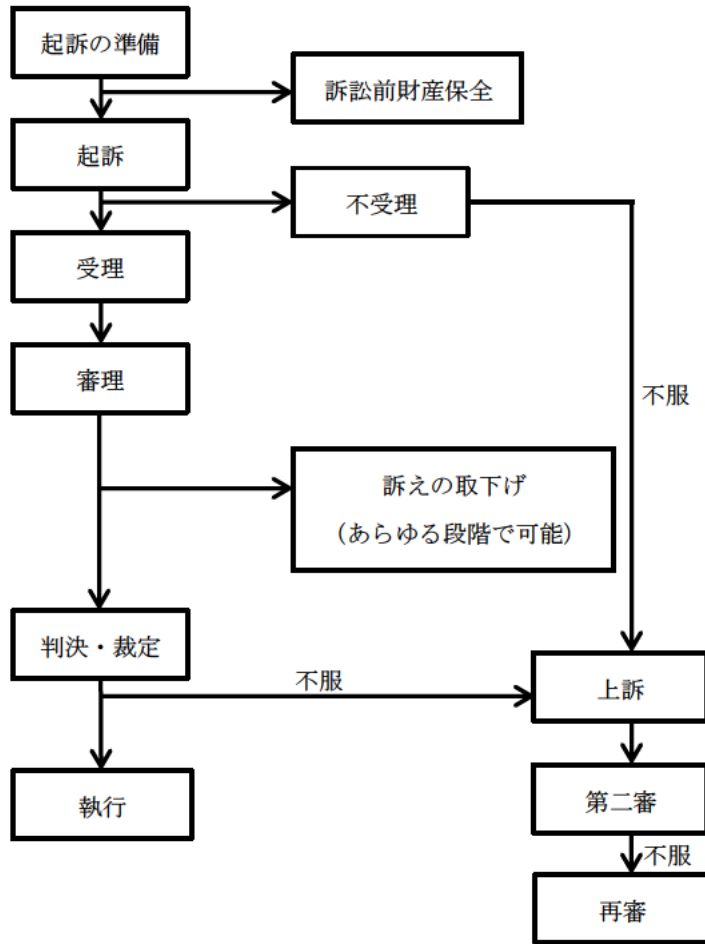 起訴の準備
訴訟前財産保全
起訴
不受理
受理
審理
不服
訴えの取下げ
（あらゆる段階で可能）
判決・裁定
不服
上訴
執行
第二審
不服
再審